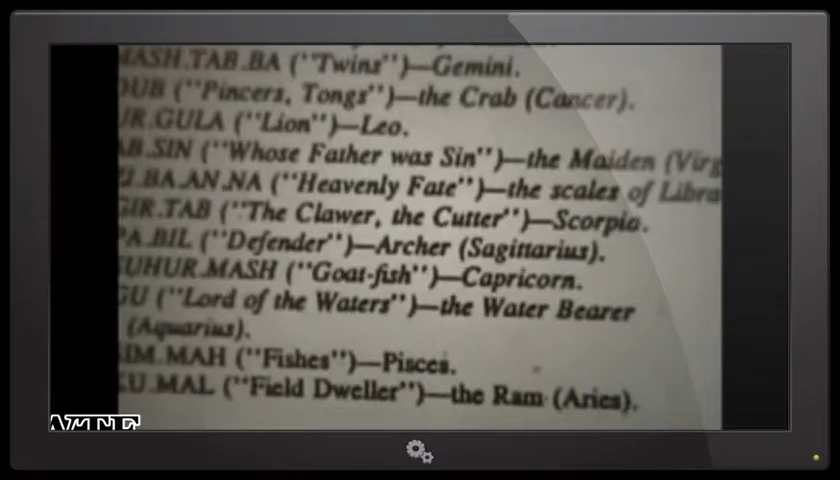 MASH.TAB.BA (''Twins'')—Gemini.
DUB (''Pincers, Tongs'')—the Crab (Cancer).
UR.GULA (''Lion'')—Leo.
AB.SIN (''Whose Father was Sin'')—the Maiden (Virg
ZI.BA.AN.NA (''Heavenly Fate'')—the scales of Libra
GIR.TAB (''The Clawer, the Cutter'')—Scorpio.
PA.BIL (''Defender'')—Archer (Sagittarius).
SUHUR.MASH (''Goat-fish'')—Capricorn.
GU (''Lord of the Waters'')—the Water Bearer
(Aquarius).
SIM.MAH (''Fishes'')—Pisces.
KU.MAL (''Field Dweller'')—the Ram (Aries).